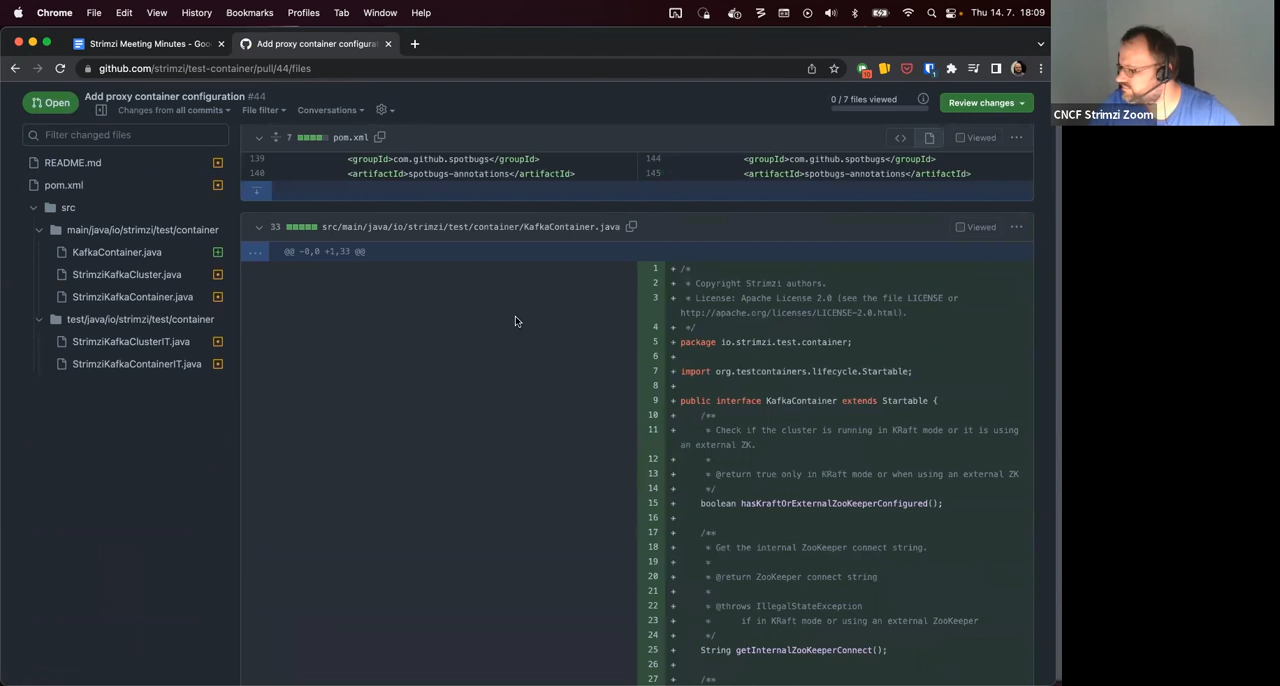 Chrome File Edit View History Bookmarks Profiles Tab Window Help Thu 14. 7. 18:09
Strimzi Meeting Minutes - Goo Add proxy container configurat
github.com/strimzi/test-container/pull/44/files
CNCF Strimzi Zoom
Open
Add proxy container configuration #44
Changes from all commits File filter Conversations
0 / 7 files viewed
Review changes
Filter changed files
README.md
pom.xml
src
main/java/io/strimzi/test/container
KafkaContainer.java
StrimziKafkaCluster.java
StrimziKafkaContainer.java
test/java/io/strimzi/test/container
StrimziKafkaClusterIT.java
StrimziKafkaContainerIT.java
7 pom.xml Viewed
139 <groupId>com.github.spotbugs</groupId> 144 <groupId>com.github.spotbugs</groupId>
140 <artifactId>spotbugs-annotations</artifactId> 145 <artifactId>spotbugs-annotations</artifactId>
33 src/main/java/io/strimzi/test/container/KafkaContainer.java Viewed
... @@ -0,0 +1,33 @@
1 + /*
2 + * Copyright Strimzi authors.
3 + * License: Apache License 2.0 (see the file LICENSE or
http://apache.org/licenses/LICENSE-2.0.html).
4 + */
5 + package io.strimzi.test.container;
6 +
7 + import org.testcontainers.lifecycle.Startable;
8 +
9 + public interface KafkaContainer extends Startable {
10 + /**
11 + * Check if the cluster is running in KRaft mode or it is using
an external ZK.
12 + *
13 + * @return true only in KRaft mode or when using an external ZK
14 + */
15 + boolean hasKraftOrExternalZooKeeperConfigured();
16 +
17 + /**
18 + * Get the internal ZooKeeper connect string.
19 + *
20 + * @return ZooKeeper connect string
21 + *
22 + * @throws IllegalStateException
23 + * if in KRaft mode or using an external ZooKeeper
24 + */
25 + String getInternalZooKeeperConnect();
26 +
27 + /**